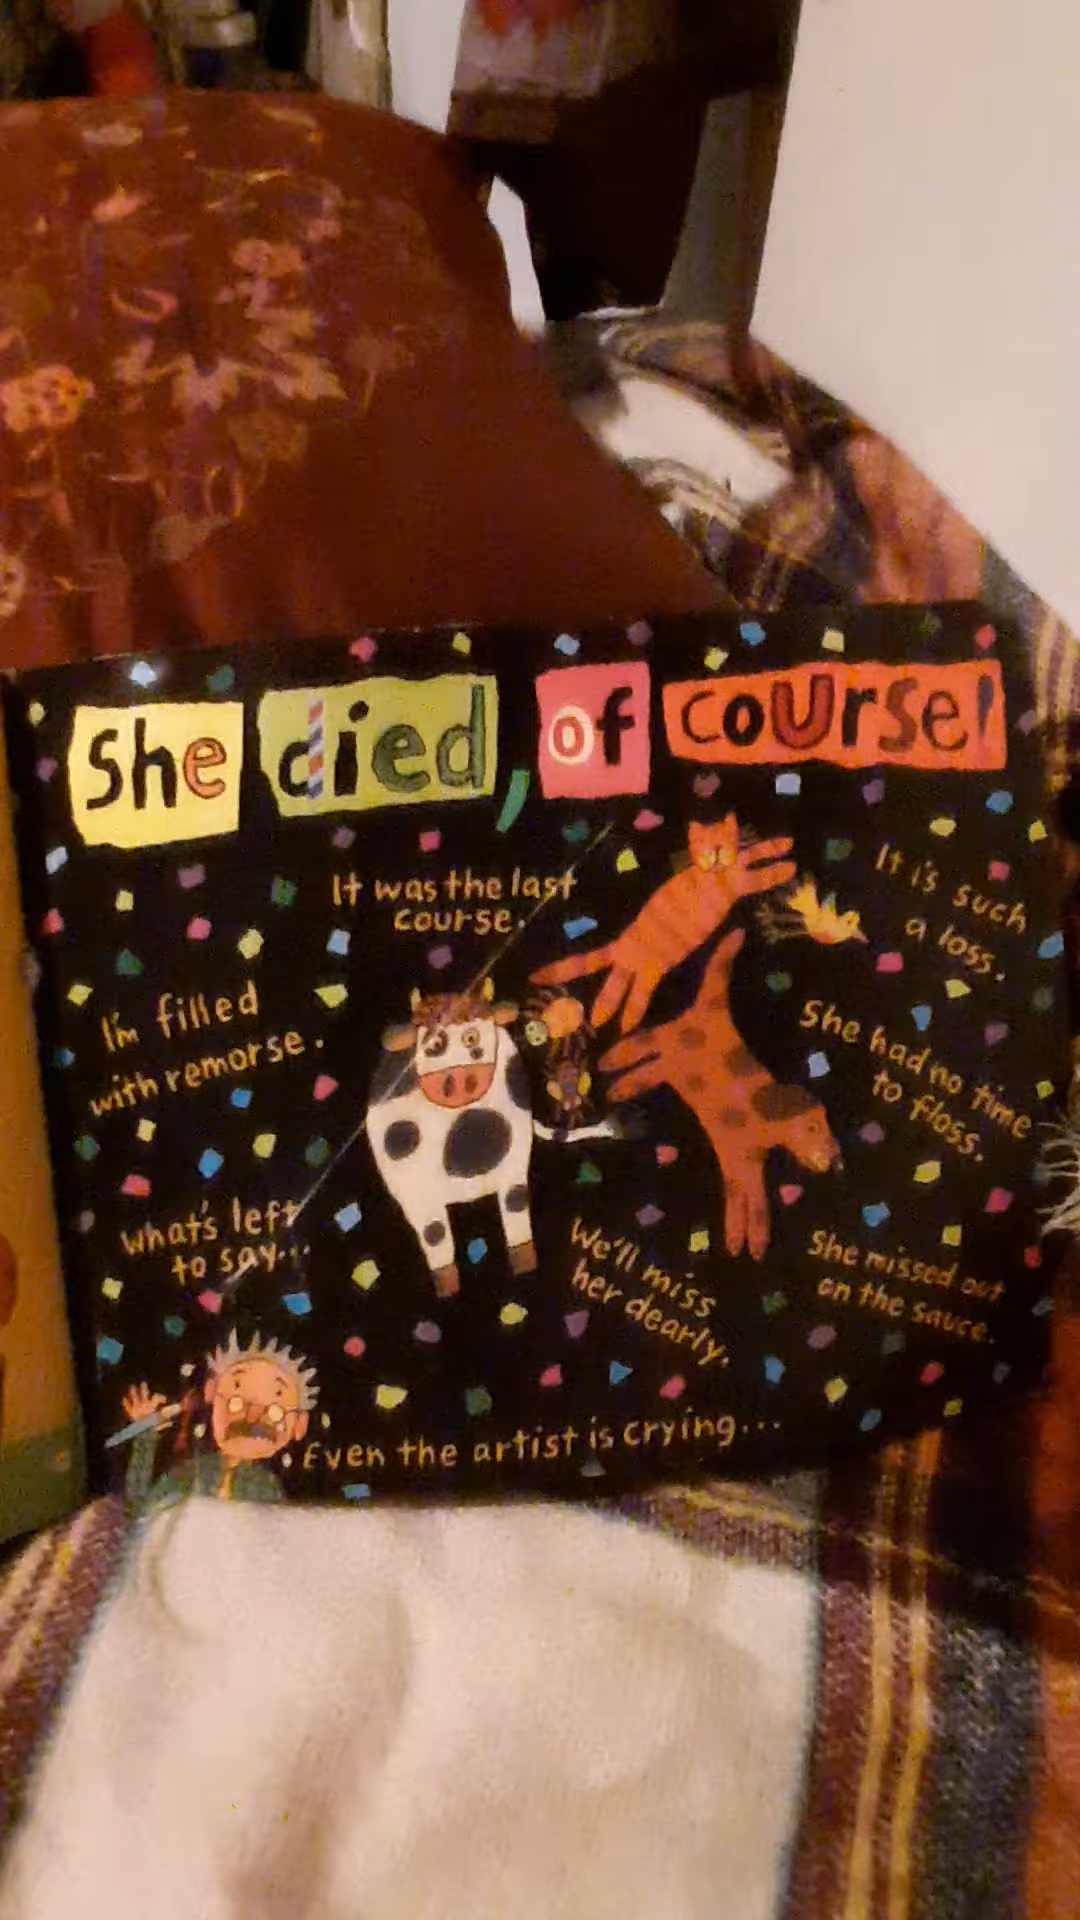 She died, of course!
It was the last
course.
It is such
a loss.
I'm filled
with remorse.
She had no time
to floss.
What's left
to say...
We'll miss
her dearly.
She missed out
on the sauce.
Even the artist is crying...